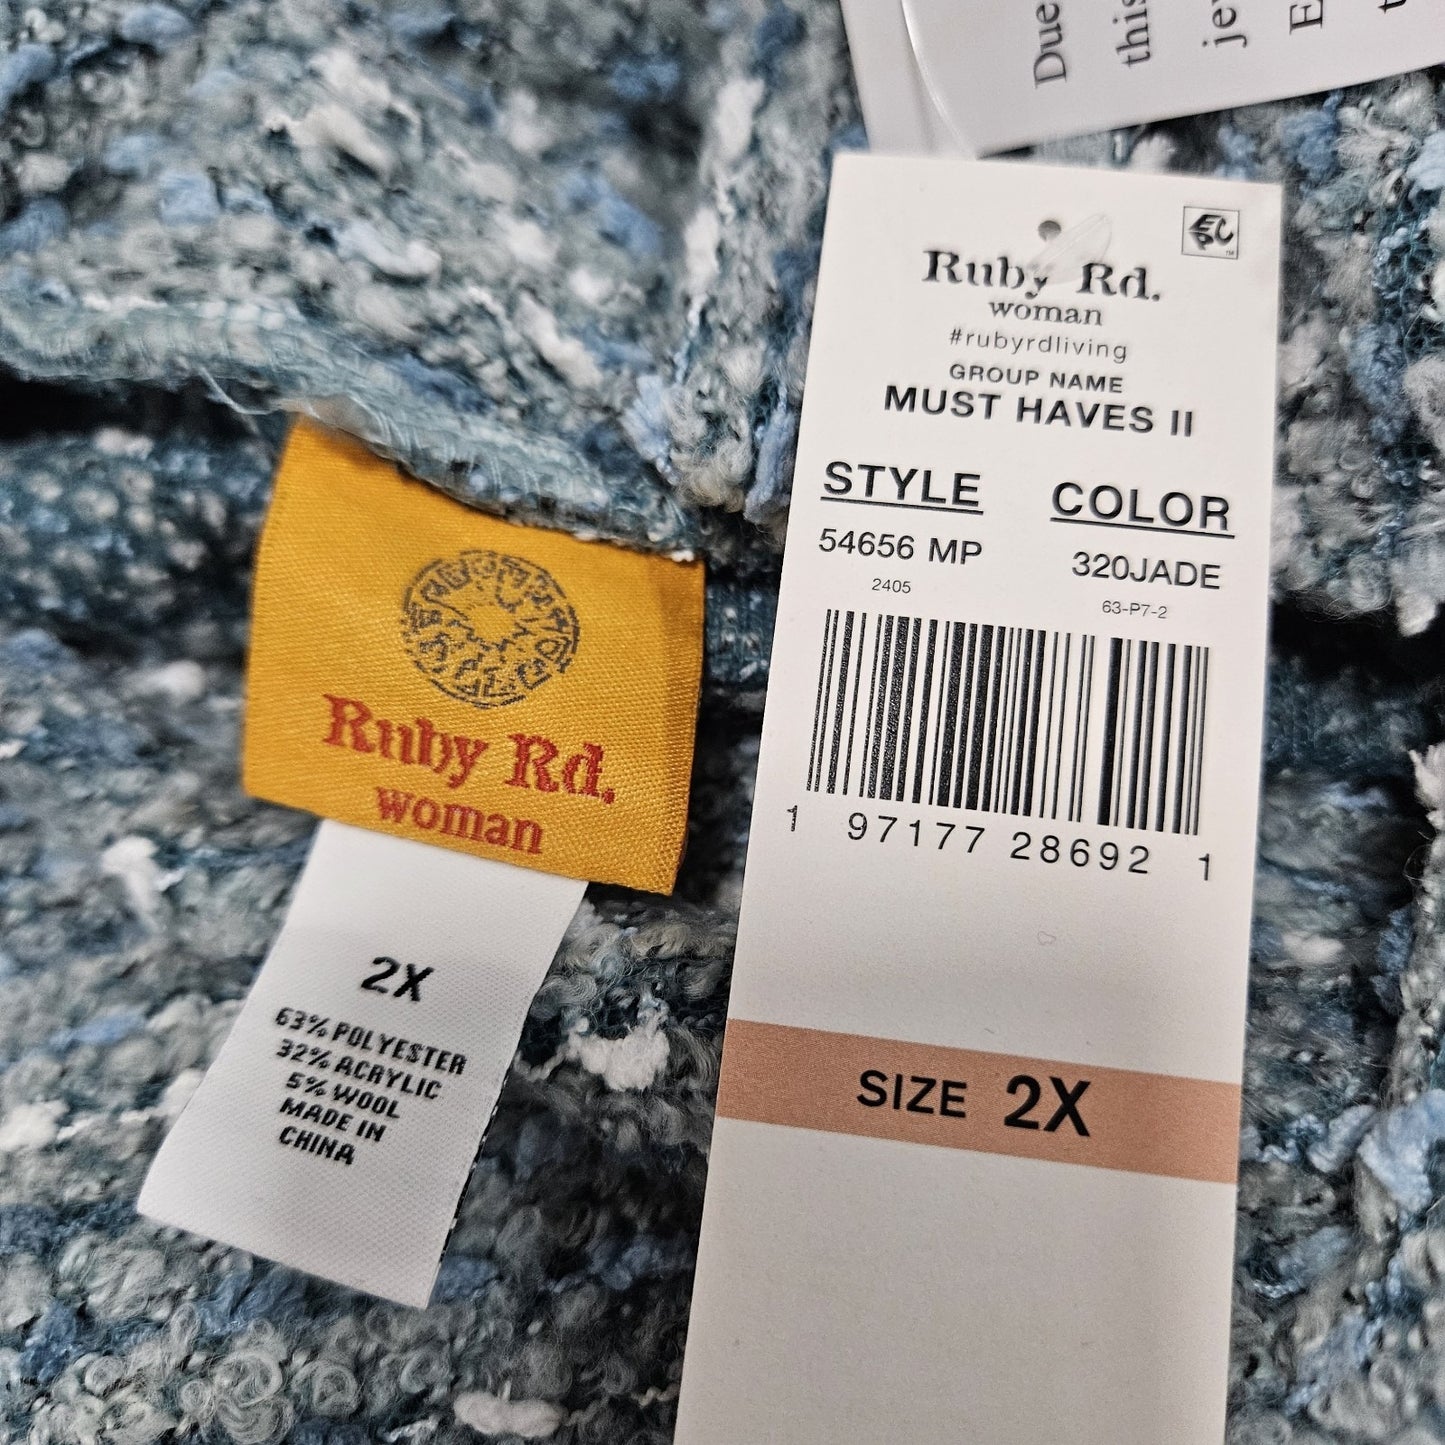 Due
this
Ruby Rd.
woman
#rubyrdliving
GROUP NAME
MUST HAVES II
STYLE COLOR
54656 MP 320JADE
2405 63-P7-2
1 97177 28692 1
SIZE 2X
Ruby Rd.
woman
2X
63% POLYESTER
32% ACRYLIC
5% WOOL
MADE IN
CHINA